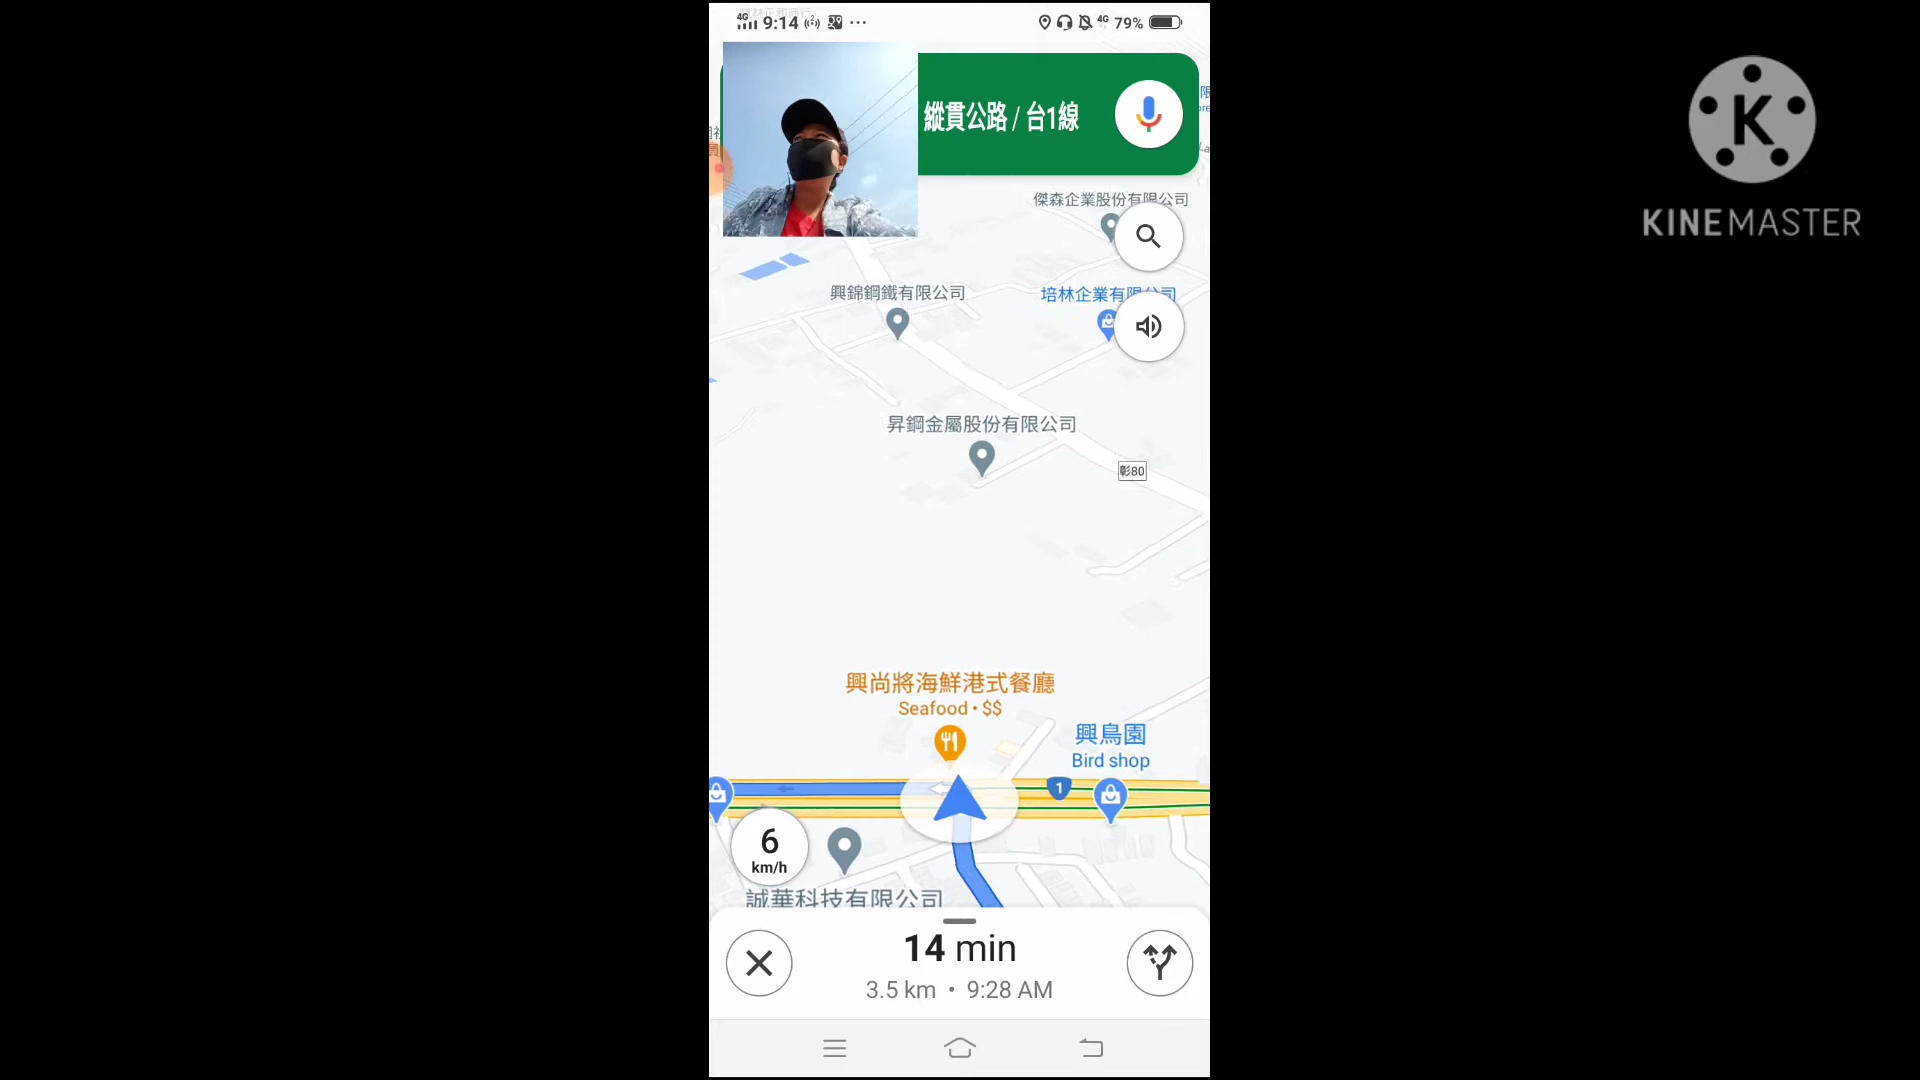 4G 9:14 4G 79%
縱貫公路 / 台1線
傑森企業股份有限公司
興錦鋼鐵有限公司
培林企業有限公司
昇鋼金屬股份有限公司
彰80
興尚將海鮮港式餐廳
Seafood • $$
興鳥園
Bird shop
1
6
km/h
誠華科技有限公司
14 min
3.5 km • 9:28 AM
K
KINEMASTER